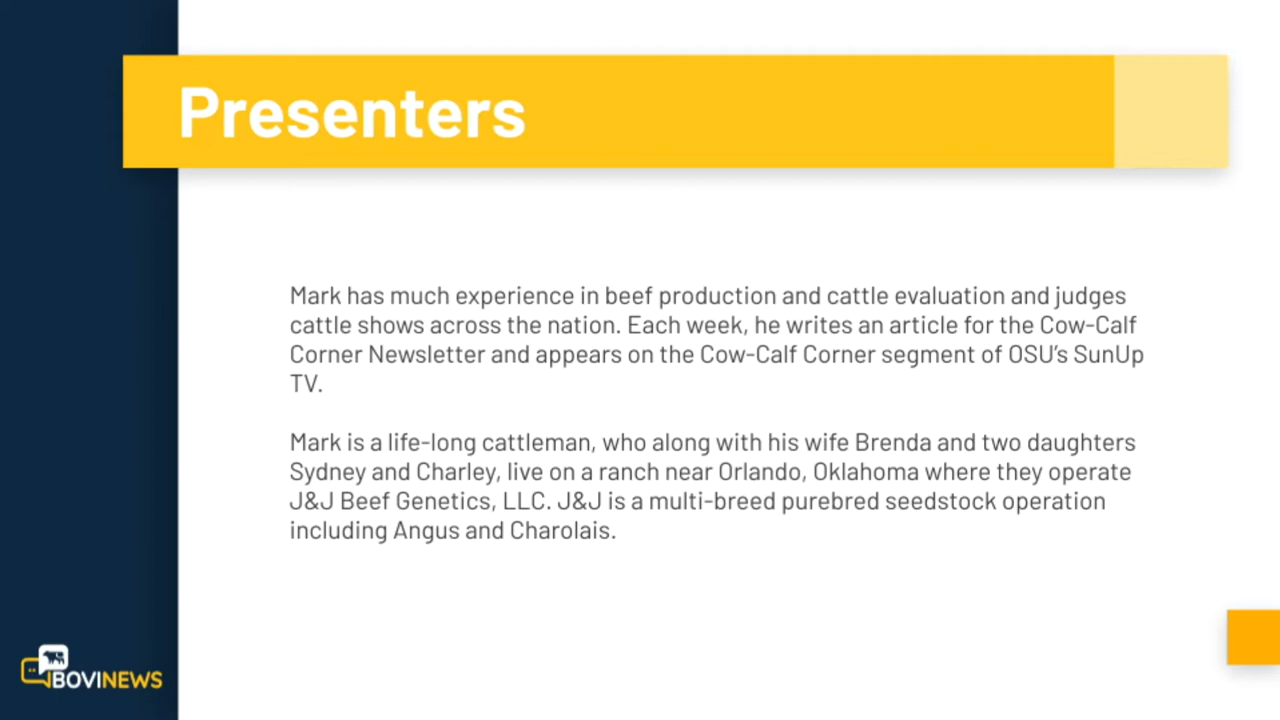 Presenters
Mark has much experience in beef production and cattle evaluation and judges
cattle shows across the nation. Each week, he writes an article for the Cow-Calf
Corner Newsletter and appears on the Cow-Calf Corner segment of OSU's SunUp
TV.
Mark is a life-long cattleman, who along with his wife Brenda and two daughters
Sydney and Charley, live on a ranch near Orlando, Oklahoma where they operate
J&J Beef Genetics, LLC. J&J is a multi-breed purebred seedstock operation
including Angus and Charolais.
BOVINEWS